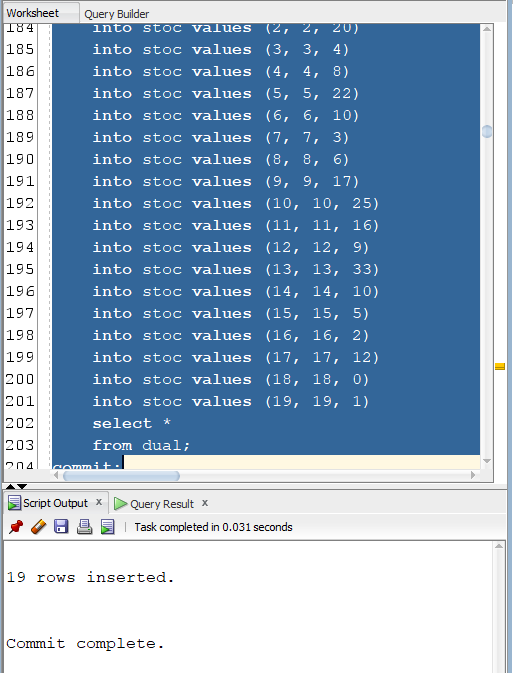 Worksheet Query Builder
184 into stoc values (2, 2, 20)
185 into stoc values (3, 3, 4)
186 into stoc values (4, 4, 8)
187 into stoc values (5, 5, 22)
188 into stoc values (6, 6, 10)
189 into stoc values (7, 7, 3)
190 into stoc values (8, 8, 6)
191 into stoc values (9, 9, 17)
192 into stoc values (10, 10, 25)
193 into stoc values (11, 11, 16)
194 into stoc values (12, 12, 9)
195 into stoc values (13, 13, 33)
196 into stoc values (14, 14, 10)
197 into stoc values (15, 15, 5)
198 into stoc values (16, 16, 2)
199 into stoc values (17, 17, 12)
200 into stoc values (18, 18, 0)
201 into stoc values (19, 19, 1)
202 select *
203 from dual;
204 commit;
Script Output x Query Result x
Task completed in 0.031 seconds
19 rows inserted.
Commit complete.